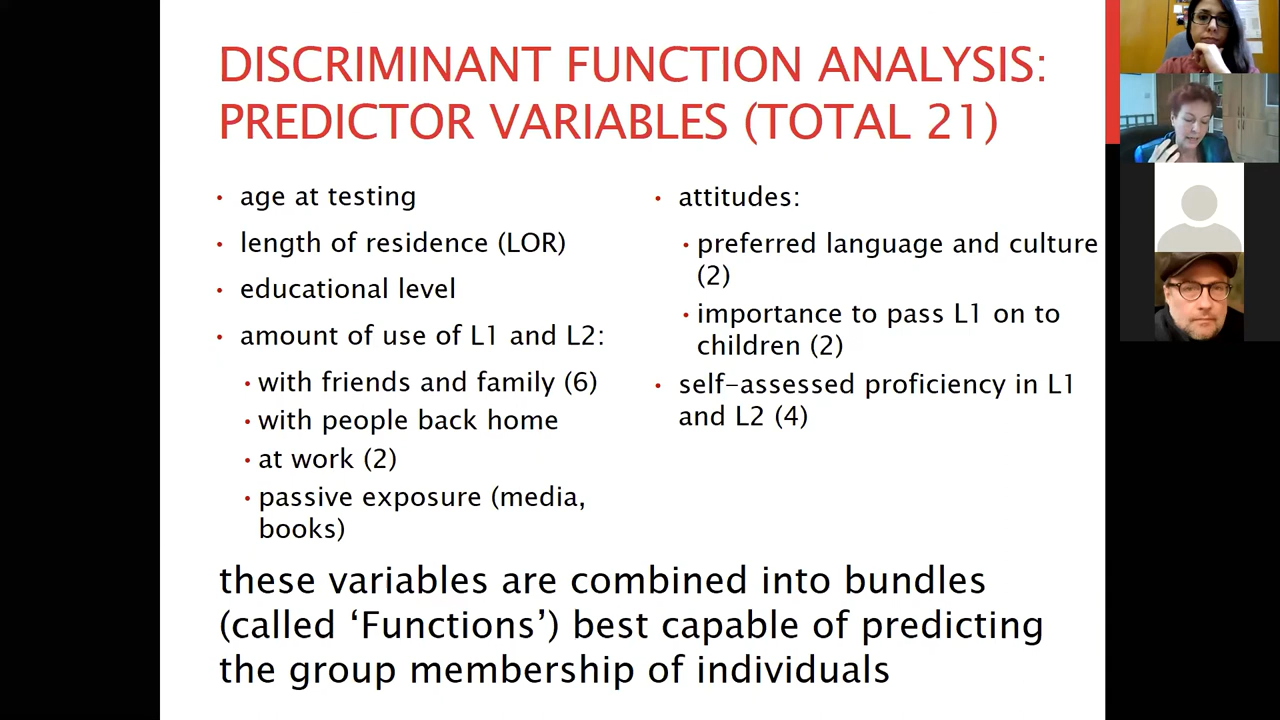 DISCRIMINANT FUNCTION ANALYSIS:
PREDICTOR VARIABLES (TOTAL 21)
• age at testing
• length of residence (LOR)
• educational level
• amount of use of L1 and L2:
• with friends and family (6)
• with people back home
• at work (2)
• passive exposure (media,
books)
• attitudes:
• preferred language and culture
(2)
• importance to pass L1 on to
children (2)
• self-assessed proficiency in L1
and L2 (4)
these variables are combined into bundles
(called ‘Functions’) best capable of predicting
the group membership of individuals